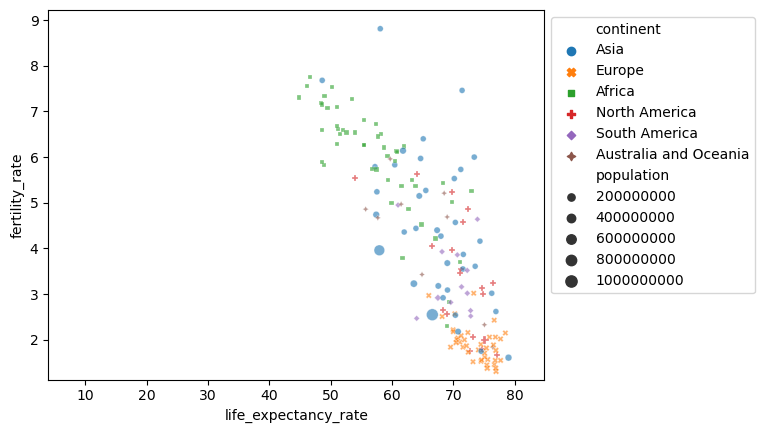 9
8
7
6
5
4
3
2
fertility_rate
10 20 30 40 50 60 70 80
life_expectancy_rate
continent
Asia
Europe
Africa
North America
South America
Australia and Oceania
population
200000000
400000000
600000000
800000000
1000000000